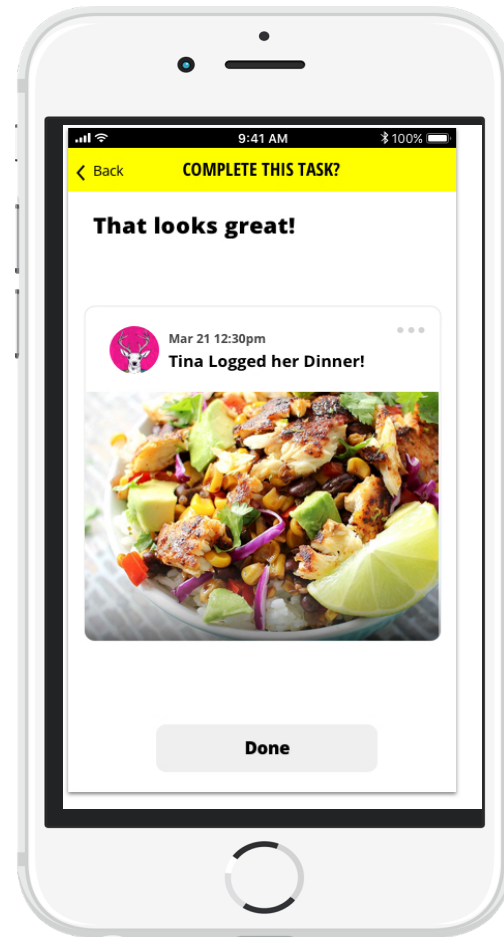 9:41 AM
100%
Back
COMPLETE THIS TASK?
That looks great!
Mar 21 12:30pm
Tina Logged her Dinner!
Done